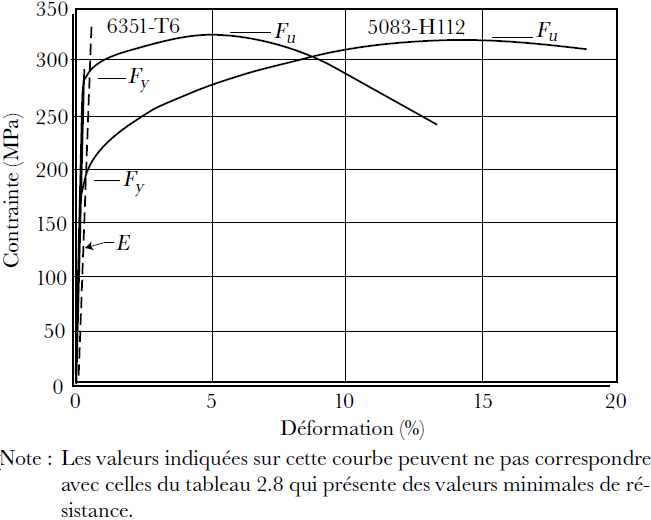 350
300
250
200
150
100
50
0
Contrainte (MPa)
6351-T6
5083-H112
Fu
Fu
Fy
Fy
E
0 5 10 15 20
Déformation (%)
Note : Les valeurs indiquées sur cette courbe peuvent ne pas correspondre
avec celles du tableau 2.8 qui présente des valeurs minimales de ré-
sistance.